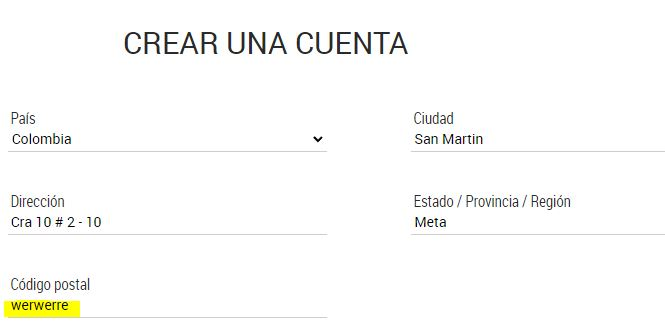 CREAR UNA CUENTA
País
Ciudad
Colombia
San Martin
Dirección
Estado / Provincia / Región
Cra 10 # 2 - 10
Meta
Código postal
werwerre